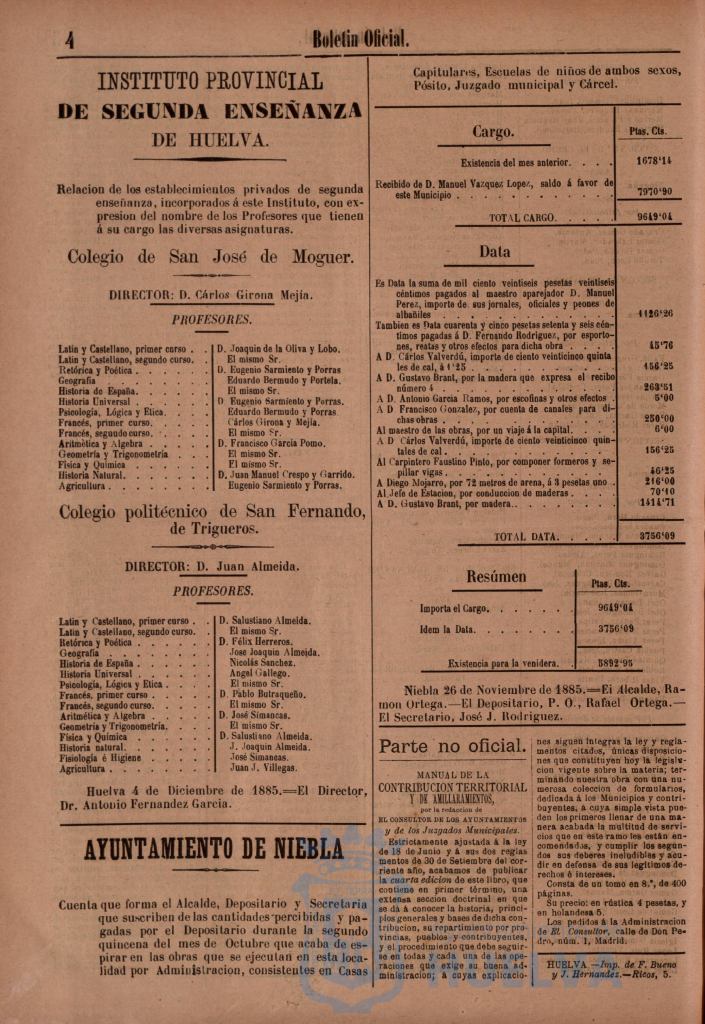 4
Boletin Oficial.
INSTITUTO PROVINCIAL
DE SEGUNDA ENSEÑANZA
DE HUELVA.
Relacion de los establecimientos privados de segunda
enseñanza, incorporados á este Instituto, con ex-
presion del nombre de los Profesores que tienen
á su cargo las diversas asignaturas.
Colegio de San José de Moguer.
DIRECTOR: D. Cárlos Girona Mejía.
PROFESORES.
Latin y Castellano, primer curso . . D. Joaquin de la Oliva y Lobo.
Latin y Castellano, segundo curso. . El mismo Sr.
Retórica y Poética . . . . . . D. Eugenio Sarmiento y Porras
Geografía . . . . . . Eduardo Bermudo y Portela.
Historia de España. . . . . . El mismo Sr.
Historia Universal . . . . . . D Eugenio Sarmiento y Porras.
Psicología, Lógica y Etica. . . . Eduardo Bermudo y Porras
Francés, primer curso. . . . . Cárlos Girona y Mejía.
Francés, segundo curso. . . . . El mismo Sr.
Aritmética y Algebra . . . . . D. Francisco García Pomo.
Geometría y Trigonometría . . . El mismo Sr.
Física y Química . . . . . . El mismo Sr.
Historia Natural. . . . . . . D. Juan Manuel Crespo y Garrido.
Agricultura. . . . . . . . Eugenio Sarmiento y Porras.
Colegio politécnico de San Fernando,
de Trigueros.
DIRECTOR: D. Juan Almeida.
PROFESORES.
Latin y Castellano, primer curso . . D. Salustiano Almeida.
Latin y Castellano, segundo curso. . El mismo Sr.
Retórica y Poética . . . . . . D. Félix Herreros.
Geografía . . . . . . . Jose Joaquin Almeida.
Historia de España . . . . . . Nicolás Sanchez.
Historia Universal . . . . . . Angel Gallego.
Psicología, Lógica y Etica . . . . El mismo Sr.
Francés, primer curso . . . . . D. Pablo Butraqueño.
Francés, segundo curso. . . . . El mismo Sr.
Aritmética y Algebra . . . . . D. José Simancas.
Geometría y Trigonometría. . . . El mismo Sr.
Física y Química . . . . . . D. Salustiano Almeida.
Historia natural. . . . . . . J. Joaquin Almeida.
Fisiología é Higiene . . . . . José Simancas.
Agricultura . . . . . . . Juan J. Villegas.
Huelva 4 de Diciembre de 1885.=El Director,
Dr. Antonio Fernandez García.
AYUNTAMIENTO DE NIEBLA
Cuenta que forma el Alcalde, Depositario y Secretaria
que suscriben de las cantidades percibidas y pa-
gadas por el Depositario durante la segundo
quincena del mes de Octubre que acaba de es-
pirar en las obras que se ejecutan en esta loca-
lidad por Administracion, consistentes en Casas
Capitulares, Escuelas de niños de ambos sexos,
Pósito, Juzgado municipal y Cárcel.
Cargo. Ptas. Cts.
Existencia del mes anterior. . . . 1678'14
Recibido de D. Manuel Vazquez Lopez, saldo á favor de
este Municipio . . . . . . . . 7970'90
TOTAL CARGO. . . . 9649'04
Data
Es Data la suma de mil ciento veintiseis pesetas veintiseis
céntimos pagados al maestro aparejador D. Manuel
Perez, importe de sus jornales, oficiales y peones de
albañiles . . . . . . . . 1126'26
Tambien es Data cuarenta y cinco pesetas setenta y seis cén-
timos pagadas á D. Fernando Rodriguez, por esporto-
nes, reatas y otros efectos para dicha obra . . . . 45'76
A D. Cárlos Valverdú, importe de ciento veinticinco quinta
les de cal, á 1'25 . . . . . . . 156'25
A D. Gustavo Brant, por la madera que expresa el recibo
número 4 . . . . . . . . 263'51
A D. Antonio Garcia Ramos, por escofinas y otros efectos . 5'00
A D Francisco Gonzalez, por cuenta de canales para di-
chas obras . . . . . . . . 250'00
Al maestro de las obras, por un viaje á la capital. . . 6'00
A D Cárlos Valverdú, importe de ciento veinticinco quin-
tales de cal. . . . . . . . 156'25
Al Carpintero Faustino Pinto, por componer formeros y se-
pillar vigas. . . . . . . . 46'25
A Diego Mojarro, por 72 metros de arena, á 3 pesetas uno . 216'00
Al Jefe de Estacion, por conduccion de maderas. . . . 70'10
A D. Gustavo Brant, por madera. . . . . . 1414'71
TOTAL DATA. . . . . 3756'09
Resúmen Ptas. Cts.
Importa el Cargo. . . . . . . 9649'04
Idem la Data. . . . . . . . 3756'09
Existencia para la venidera. . 5892'95
Niebla 26 de Noviembre de 1885.=El Alcalde, Ra-
mon Ortega.—El Depositario, P. O., Rafael Ortega.—
El Secretario, José J. Rodriguez.
Parte no oficial.
MANUAL DE LA
CONTRIBUCION TERRITORIAL
Y DE AMILLARAMIENTOS,
por la redaccion de
EL CONSULTOR DE LOS AYUNTAMIENTOS
y de los Juzgados Municipales.
Estrictamente ajustada á la ley
de 18 de Junio y á sus dos regla
mentos de 30 de Setiembre del cor-
riente año, acabamos de publicar
la cuarta edicion de este libro, que
contiene en primer término, una
extensa seccion doctrinal en que
se dá á conocer la historia, princi-
pios generales y bases de dicha con-
tribucion, su repartimiento por pro-
vincias, pueblos y contribuyentes,
y el procedimiento que debe seguir-
se en todas y cada una de las ope-
raciones que exige su buena ad-
ministracion; á cuyas explicacio-
nes siguen íntegras la ley y regla-
mentos citados, únicas disposicio-
nes que constituyen hoy la legisla-
cion vigente sobre la materia; ter-
minando nuestra obra con una nu-
merosa coleccion de formularios,
dedicada á los Municipios y contri-
buyentes, á cuya simple vista pue-
den los primeros llenar de una ma-
nera acabada la multitud de servi-
cios que en este ramo les están en-
comendados, y cumplir los segun-
dos sus deberes ineludibles y acu-
dir en defensa de sus legítimos de-
rechos é intereses.
Consta de un tomo en 8.º, de 400
páginas.
Su precio: en rústica 4 pesetas, y
en holandesa 5.
Los pedidos á la Administracion
de El Consultor, calle de Don Pe-
dro, núm. 1, Madrid.
HUELVA.—Imp. de F. Bueno
y J. Hernandez.—Ricos, 5.